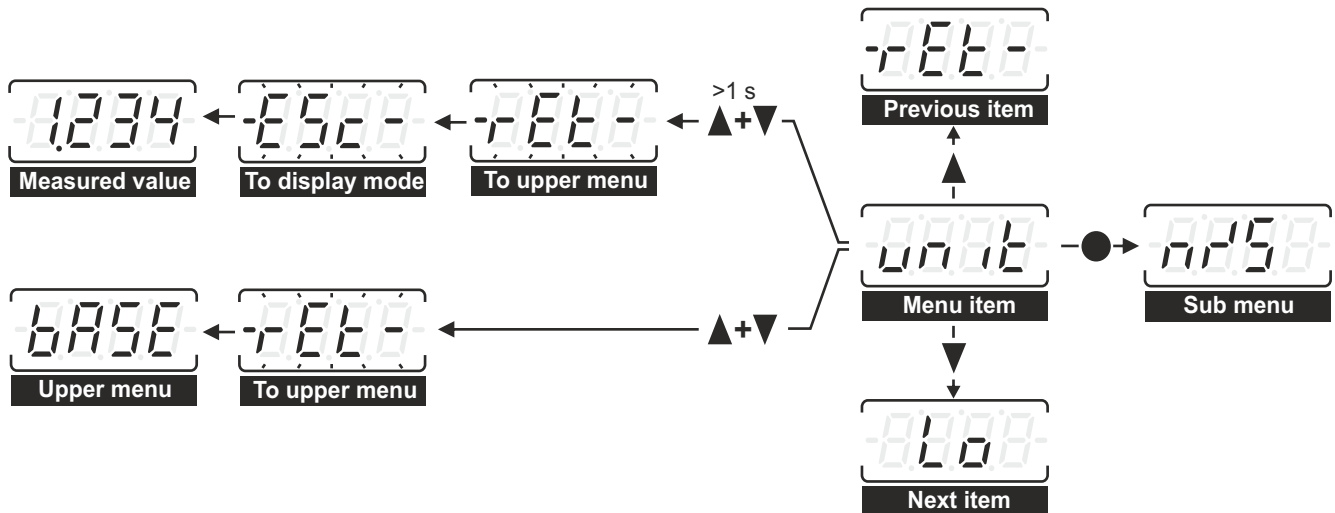 -rEt-
Previous item
>1 s
1.234
-ESc-
-rEt-
▲+▼
Measured value
To display mode
To upper menu
unit
nr'S
Menu item
Sub menu
bASE
-rEt-
▲+▼
Upper menu
To upper menu
Lo
Next item